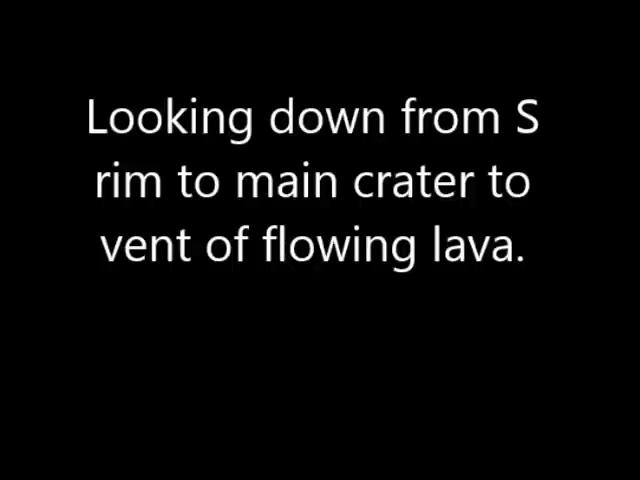 Looking down from S
rim to main crater to
vent of flowing lava.